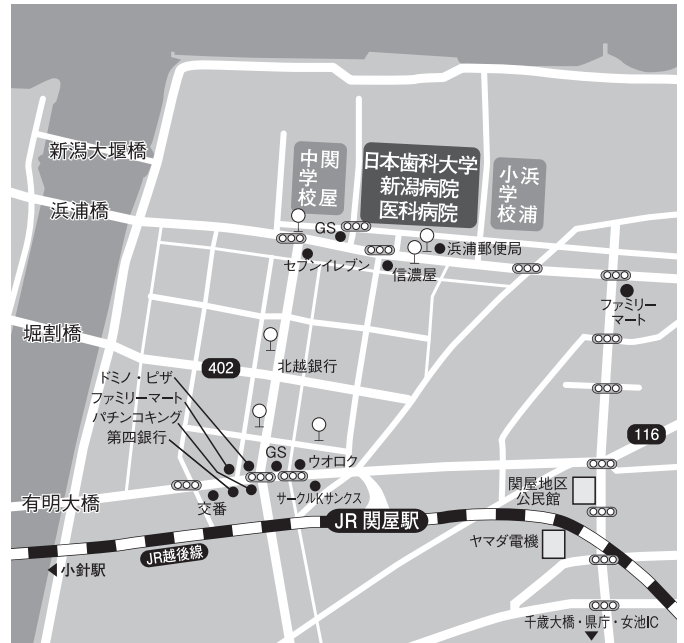 新潟大堰橋
浜浦橋
関屋
中学校
日本歯科大学
新潟病院
医科病院
浜浦
小学校
GS
セブンイレブン
信濃屋
浜浦郵便局
ファミリー
マート
堀割橋
402
北越銀行
ドミノ・ピザ
ファミリーマート
パチンコキング
第四銀行
GS
ウオロク
116
有明大橋
交番
サークルKサンクス
関屋地区
公民館
JR 関屋駅
ヤマダ電機
JR越後線
◀小針駅
千歳大橋・県庁・女池IC
▼